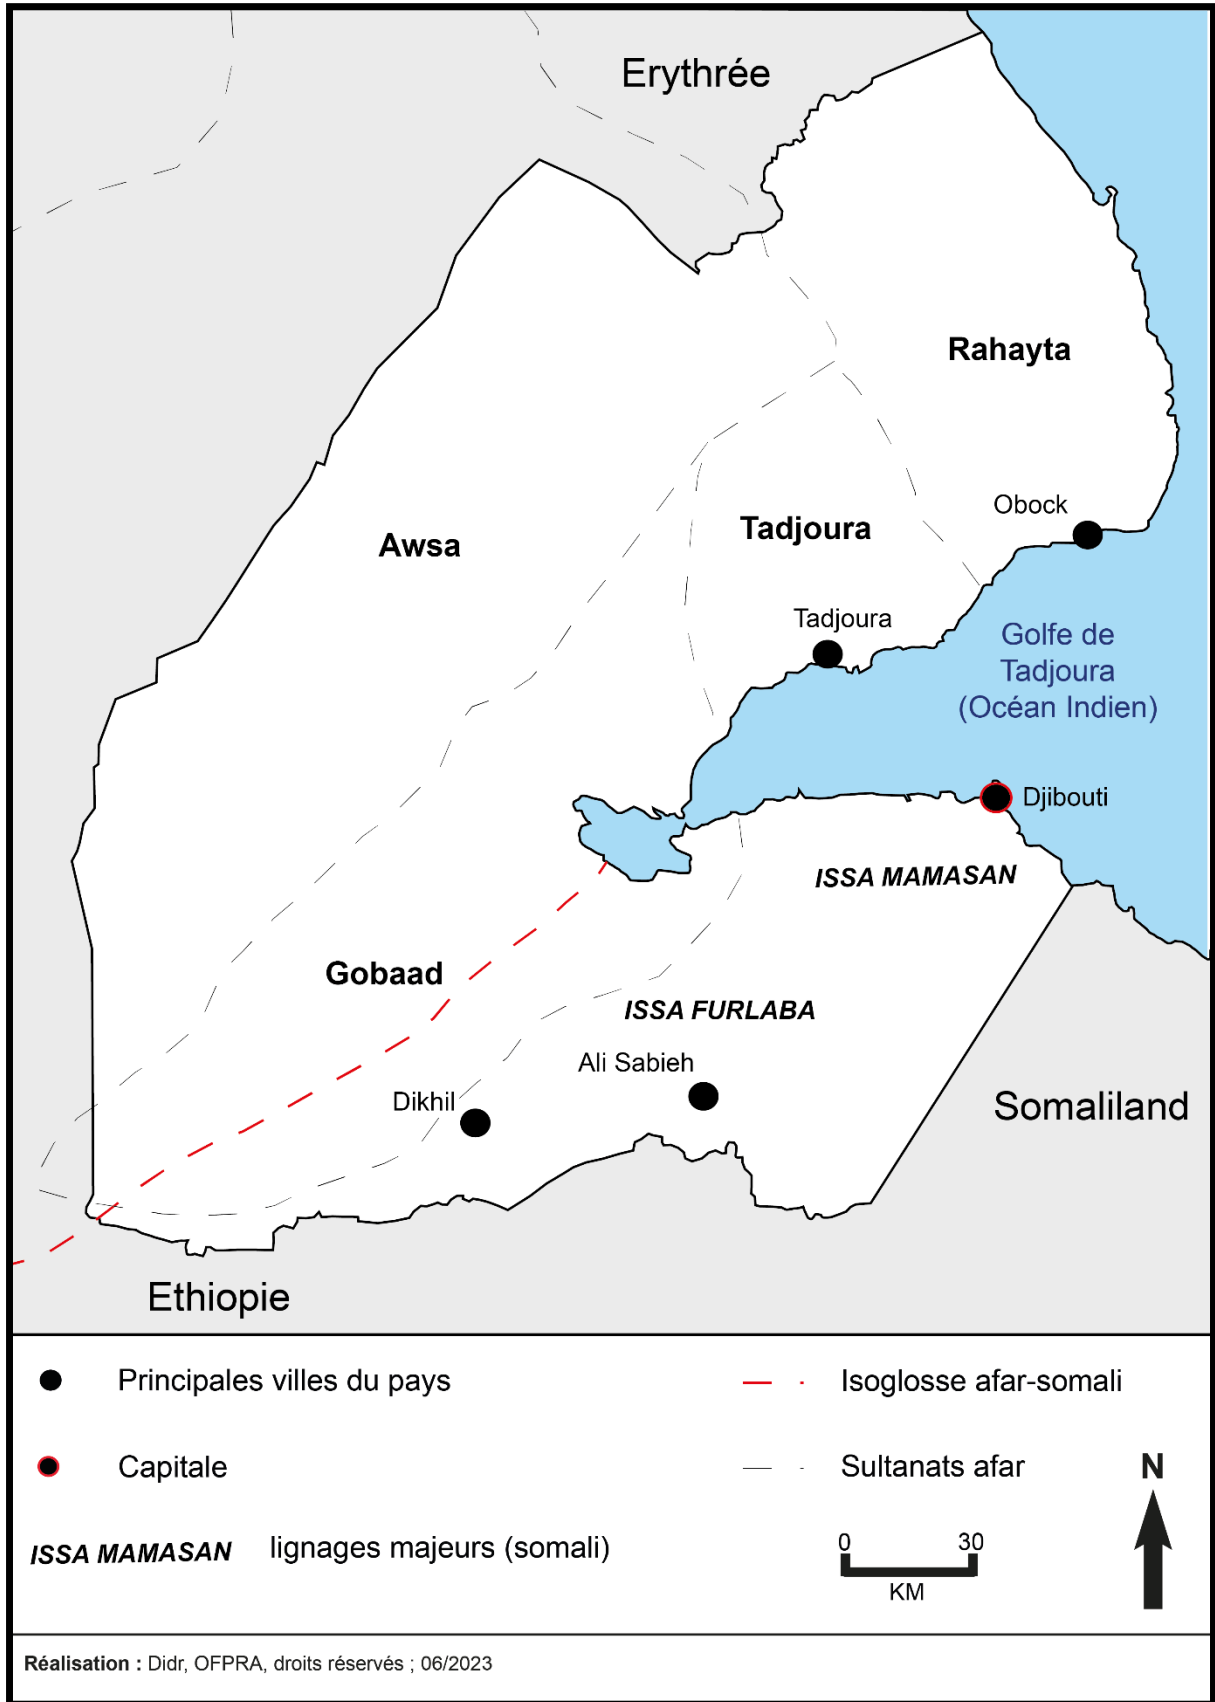 Erythrée
Rahayta
Obock
Awsa
Tadjoura
Tadjoura
Golfe de
Tadjoura
(Océan Indien)
Djibouti
ISSA MAMASAN
Gobaad
ISSA FURLABA
Ali Sabieh
Dikhil
Somaliland
Ethiopie
Principales villes du pays
Isoglosse afar-somali
Capitale
Sultanats afar
N
ISSA MAMASAN lignages majeurs (somali)
0 30
KM
Réalisation : Didr, OFPRA, droits réservés ; 06/2023